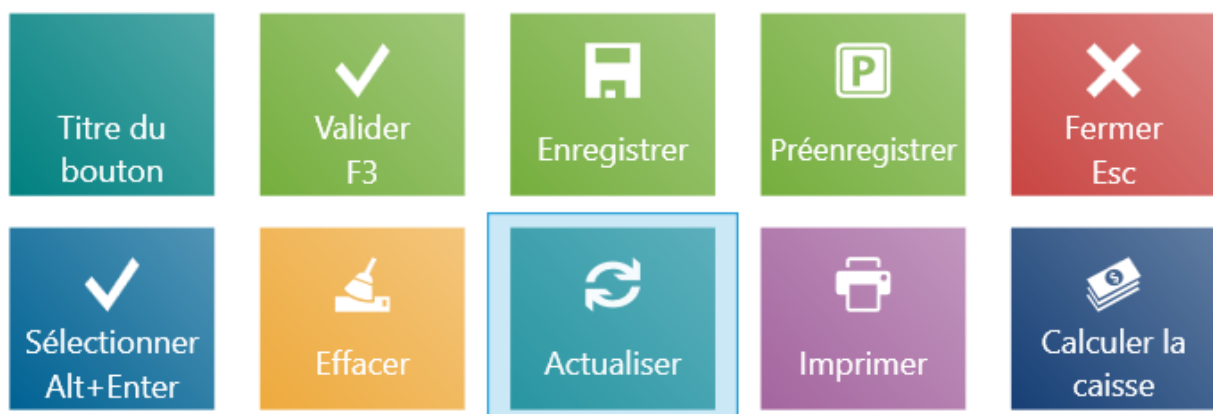 Titre du
bouton
Valider
F3
Enregistrer
P
Préenregistrer
Fermer
Esc
Sélectionner
Alt+Enter
Effacer
Actualiser
Imprimer
$
Calculer la
caisse